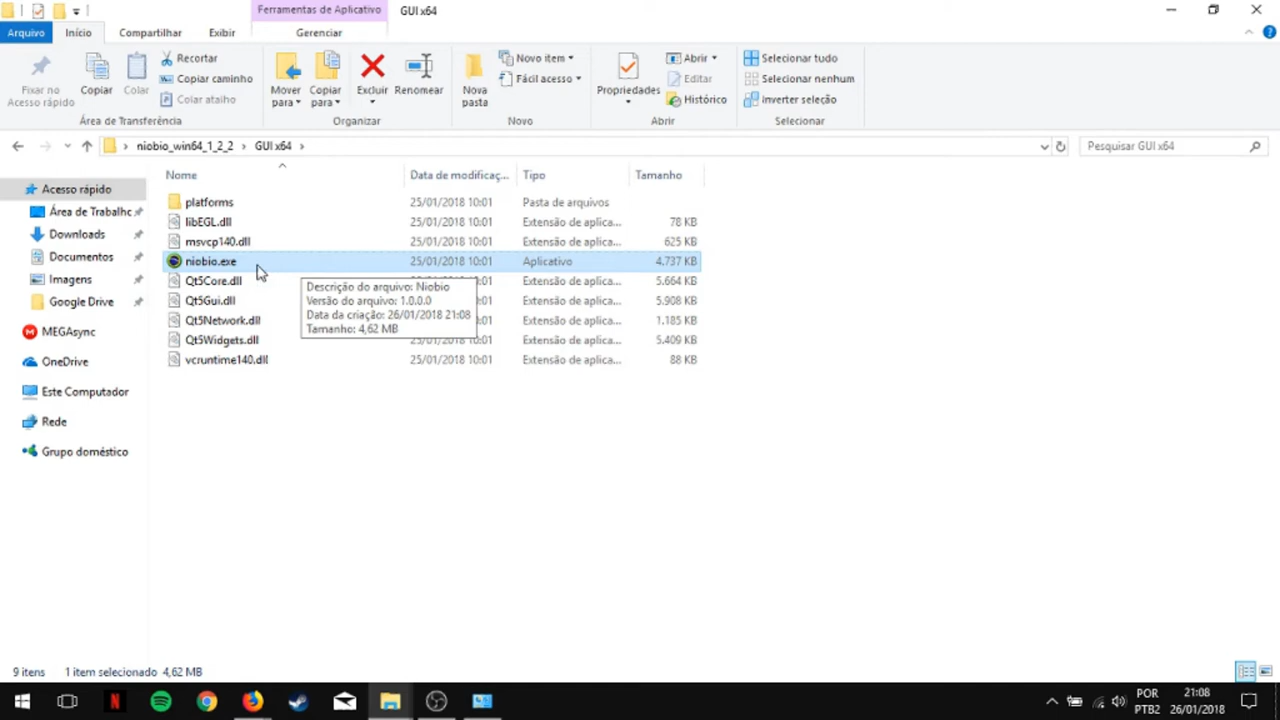 Ferramentas de Aplicativo
GUI x64
Arquivo
Início
Compartilhar
Exibir
Gerenciar
Fixar no
Acesso rápido
Copiar
Colar
Recortar
Copiar caminho
Colar atalho
Área de Transferência
Mover
para
Copiar
para
Excluir
Renomear
Organizar
Nova
pasta
Novo item
Fácil acesso
Novo
Propriedades
Abrir
Editar
Histórico
Abrir
Selecionar tudo
Selecionar nenhum
Inverter seleção
Selecionar
niobio_win64_1_2_2 > GUI x64 >
Pesquisar GUI x64
Nome
Data de modificaç...
Tipo
Tamanho
Acesso rápido
Área de Trabalho
Downloads
Documentos
Imagens
Google Drive
MEGAsync
OneDrive
Este Computador
Rede
Grupo doméstico
platforms 25/01/2018 10:01 Pasta de arquivos
libEGL.dll 25/01/2018 10:01 Extensão de aplica... 78 KB
msvcp140.dll 25/01/2018 10:01 Extensão de aplica... 625 KB
niobio.exe 25/01/2018 10:01 Aplicativo 4.737 KB
Qt5Core.dll Extensão de aplica... 5.664 KB
Qt5Gui.dll Extensão de aplica... 5.908 KB
Qt5Network.dll Extensão de aplica... 1.185 KB
Qt5Widgets.dll 25/01/2018 10:01 Extensão de aplica... 5.409 KB
vcruntime140.dll 25/01/2018 10:01 Extensão de aplica... 88 KB
Descrição do arquivo: Niobio
Versão do arquivo: 1.0.0.0
Data da criação: 26/01/2018 21:08
Tamanho: 4,62 MB
9 itens
1 item selecionado 4,62 MB
POR
PTB2
21:08
26/01/2018